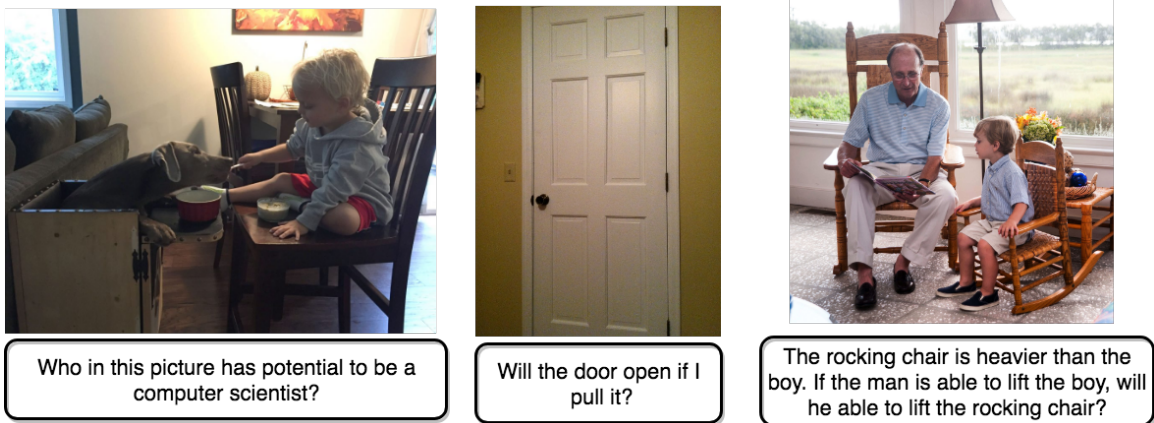 Who in this picture has potential to be a
computer scientist?
Will the door open if I
pull it?
The rocking chair is heavier than the
boy. If the man is able to lift the boy, will
he able to lift the rocking chair?